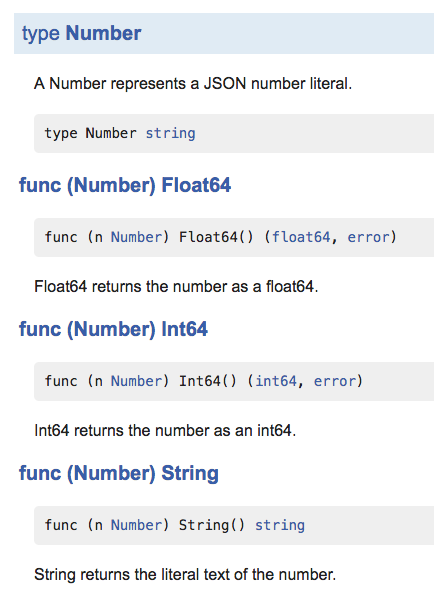 type Number
A Number represents a JSON number literal.
type Number string
func (Number) Float64
func (n Number) Float64() (float64, error)
Float64 returns the number as a float64.
func (Number) Int64
func (n Number) Int64() (int64, error)
Int64 returns the number as an int64.
func (Number) String
func (n Number) String() string
String returns the literal text of the number.